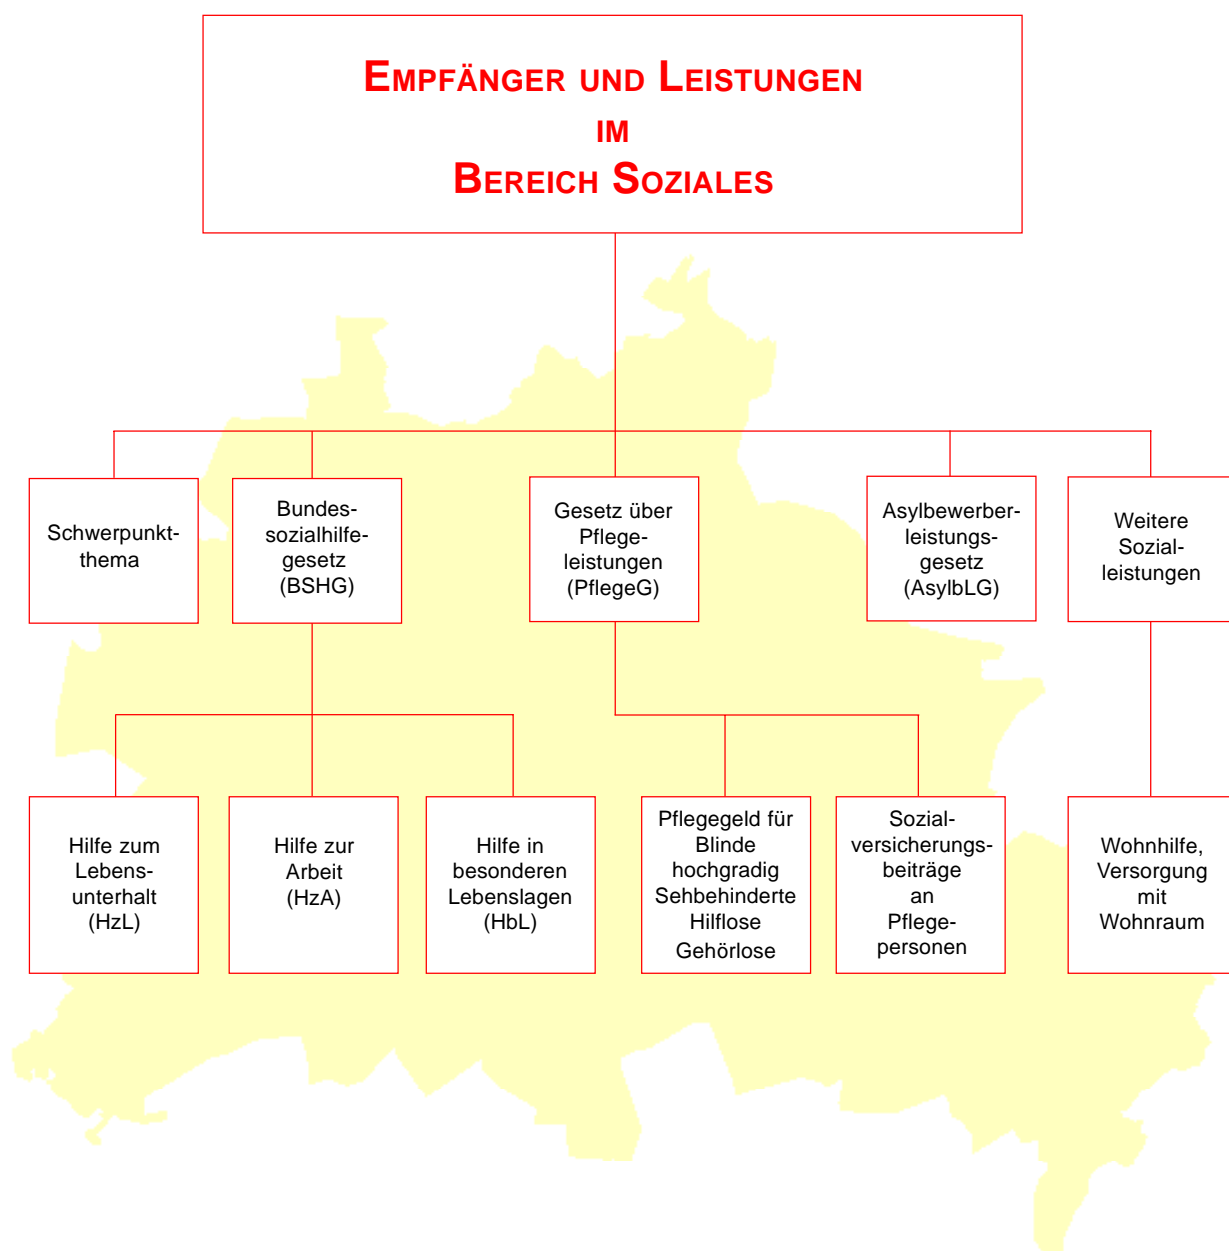 EMPFÄNGER UND LEISTUNGEN
IM
BEREICH SOZIALES
Schwerpunkt-
thema
Bundes-
sozialhilfe-
gesetz
(BSHG)
Gesetz über
Pflege-
leistungen
(PflegeG)
Asylbewerber-
leistungs-
gesetz
(AsylbLG)
Weitere
Sozial-
leistungen
Hilfe zum
Lebens-
unterhalt
(HzL)
Hilfe zur
Arbeit
(HzA)
Hilfe in
besonderen
Lebenslagen
(HbL)
Pflegegeld für
Blinde
hochgradig
Sehbehinderte
Hilflose
Gehörlose
Sozial-
versicherungs-
beiträge
an
Pflege-
personen
Wohnhilfe,
Versorgung
mit
Wohnraum